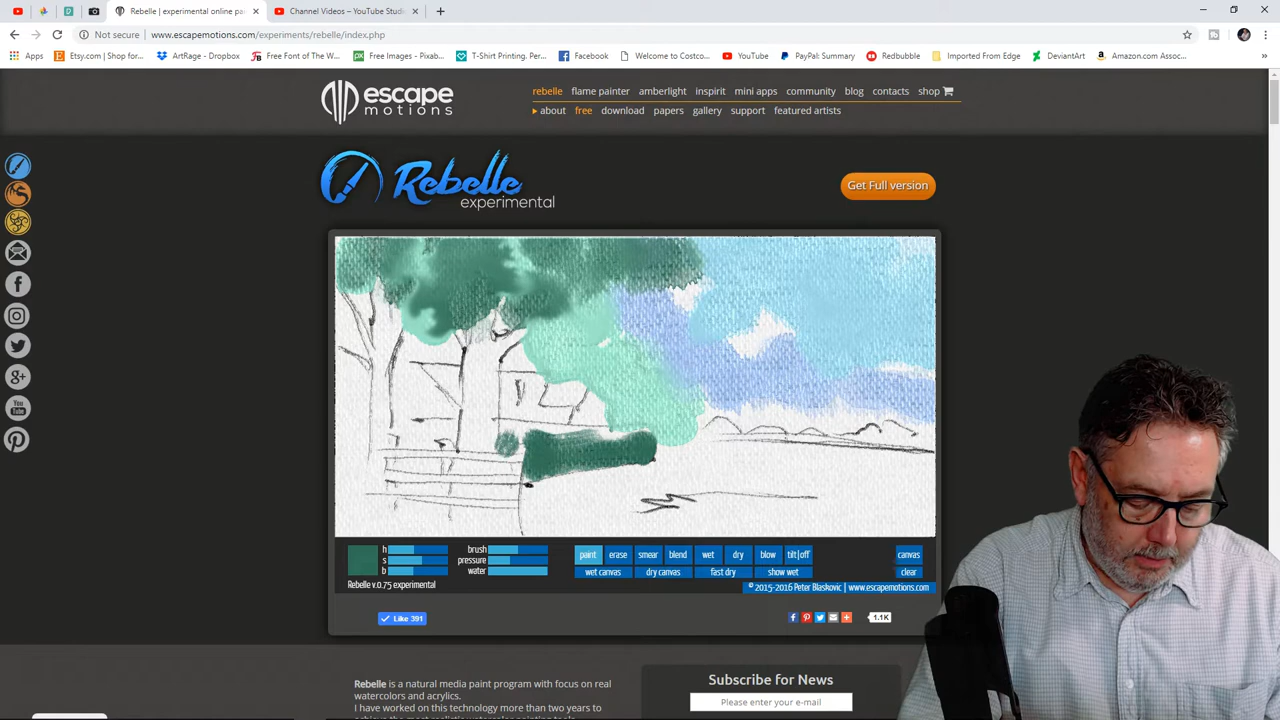 Rebelle | experimental online pa
Channel Videos – YouTube Studi
Not secure
www.escapemotions.com/experiments/rebelle/index.php
Apps
Etsy.com | Shop for...
ArtRage - Dropbox
Free Font of The W...
Free Images - Pixab...
T-Shirt Printing. Per...
Facebook
Welcome to Costco...
YouTube
PayPal: Summary
Redbubble
Imported From Edge
DeviantArt
Amazon.com Assoc...
escape
motions
rebelle flame painter amberlight inspirit mini apps community blog contacts shop
about free download papers gallery support featured artists
Rebelle
experimental
Get Full version
h
s
b
brush
pressure
water
paint erase smear blend wet dry blow tilt|off
wet canvas dry canvas fast dry show wet
canvas
clear
Rebelle v.0.75 experimental
© 2015-2016 Peter Blaskovic | www.escapemotions.com
Like 391
1.1K
Rebelle is a natural media paint program with focus on real
watercolors and acrylics.
I have worked on this technology more than two years to
Subscribe for News
Please enter your e-mail